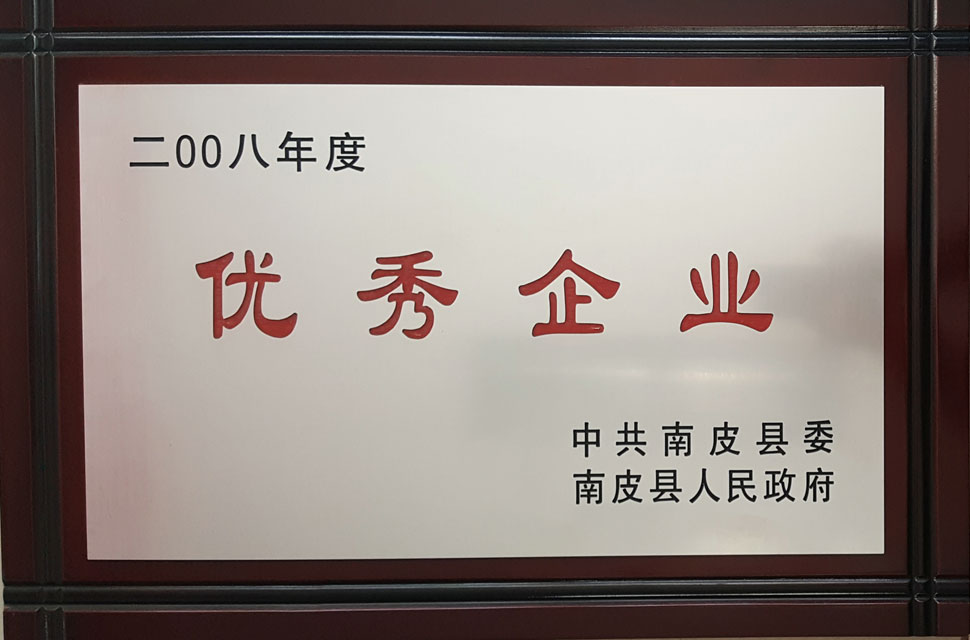 二00八年度
优秀企业
中共南皮县委
南皮县人民政府